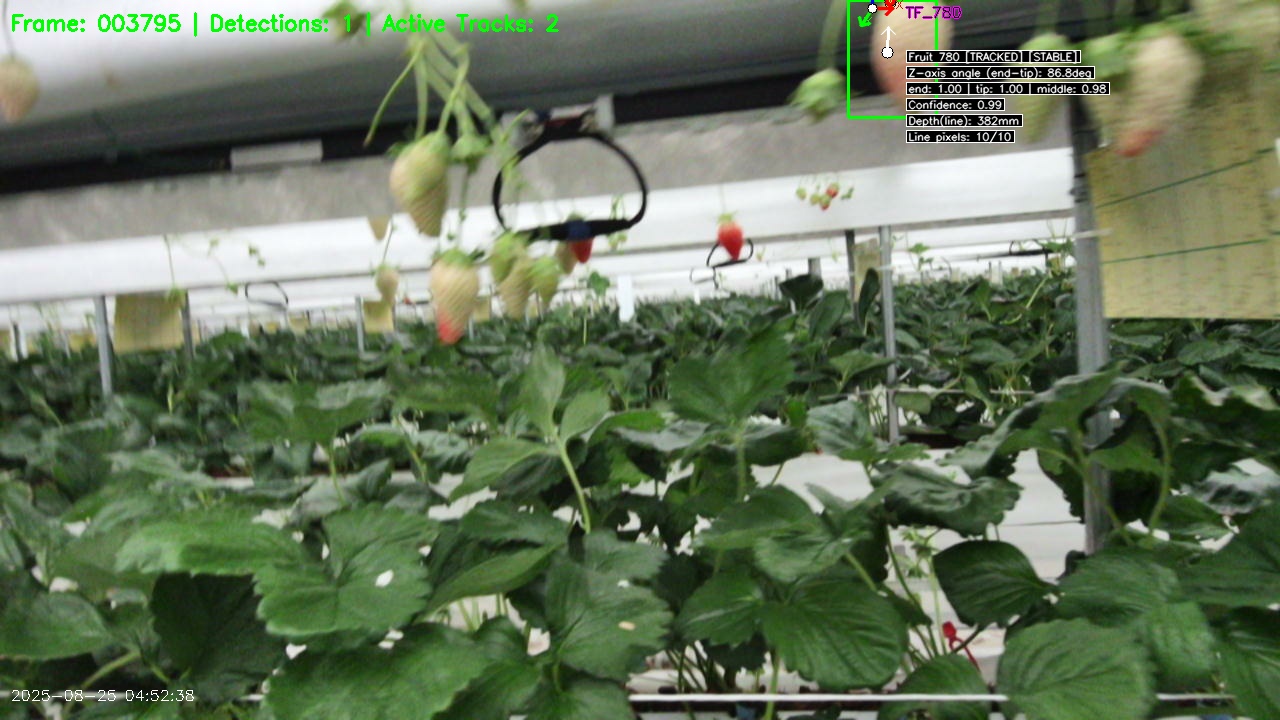 Frame: 003795 | Detections: 1 | Active Tracks: 2
TF_780
Fruit 780 [TRACKED] [STABLE]
Z-axis angle (end-tip): 86.8deg
end: 1.00 | tip: 1.00 | middle: 0.98
Confidence: 0.99
Depth(line): 382mm
Line pixels: 10/10
2025-08-25 04:52:38